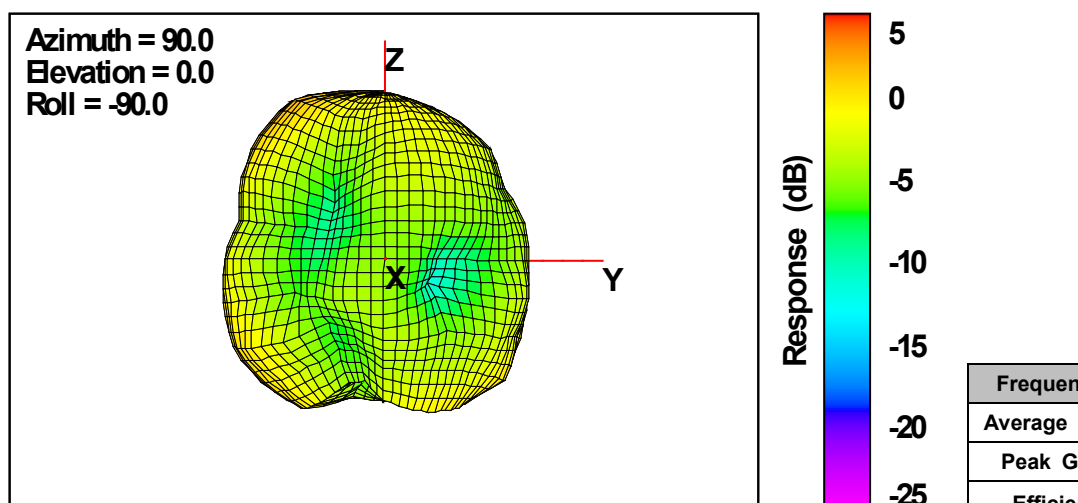 Azimuth = 90.0
Elevation = 0.0
Roll = -90.0
Z
X
Y
Response (dB)
5
0
-5
-10
-15
-20
-25
Average
Peak